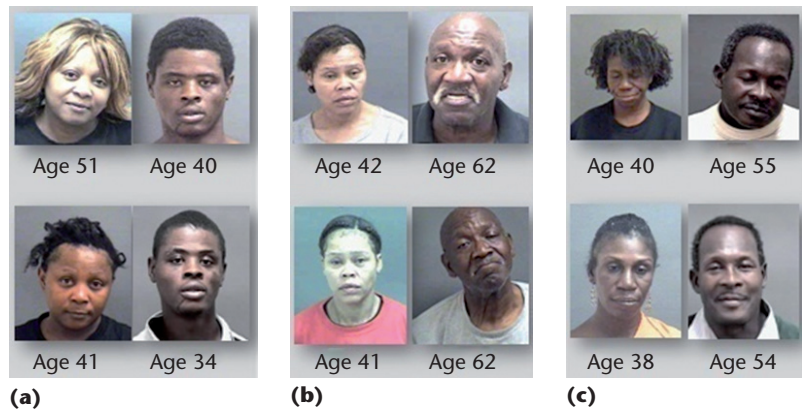 Age 51 Age 40
Age 41 Age 34
(a)
Age 42 Age 62
Age 41 Age 62
(b)
Age 40 Age 55
Age 38 Age 54
(c)